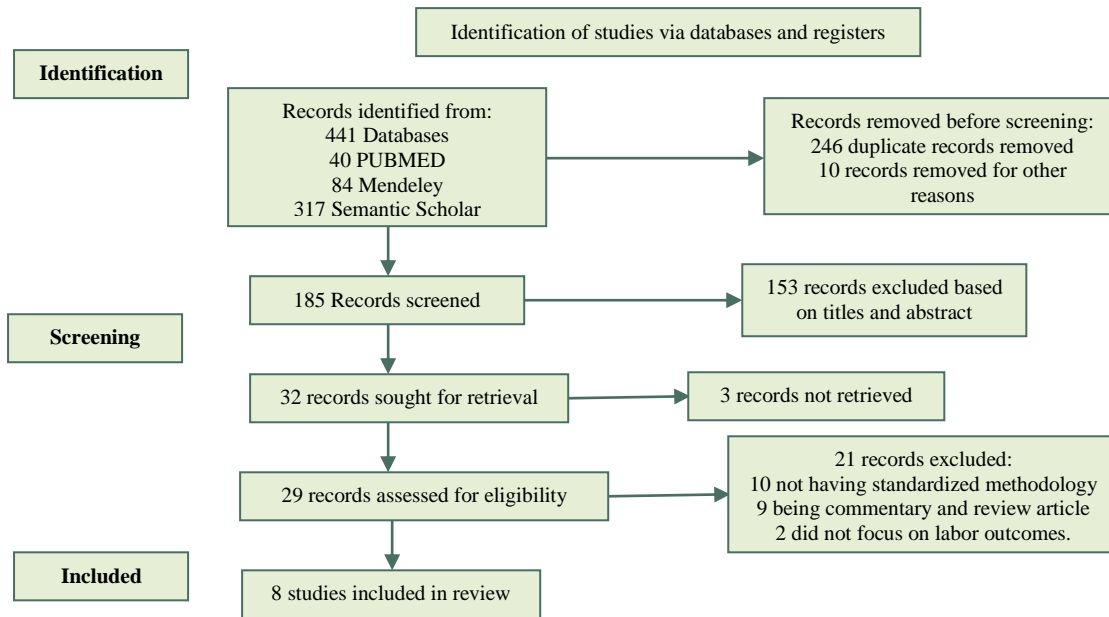 Identification of studies via databases and registers
Identification
Records identified from:
441 Databases
40 PUBMED
84 Mendeley
317 Semantic Scholar
Records removed before screening:
246 duplicate records removed
10 records removed for other
reasons
185 Records screened
153 records excluded based
on titles and abstract
Screening
32 records sought for retrieval
3 records not retrieved
29 records assessed for eligibility
21 records excluded:
10 not having standardized methodology
9 being commentary and review article
2 did not focus on labor outcomes.
Included
8 studies included in review